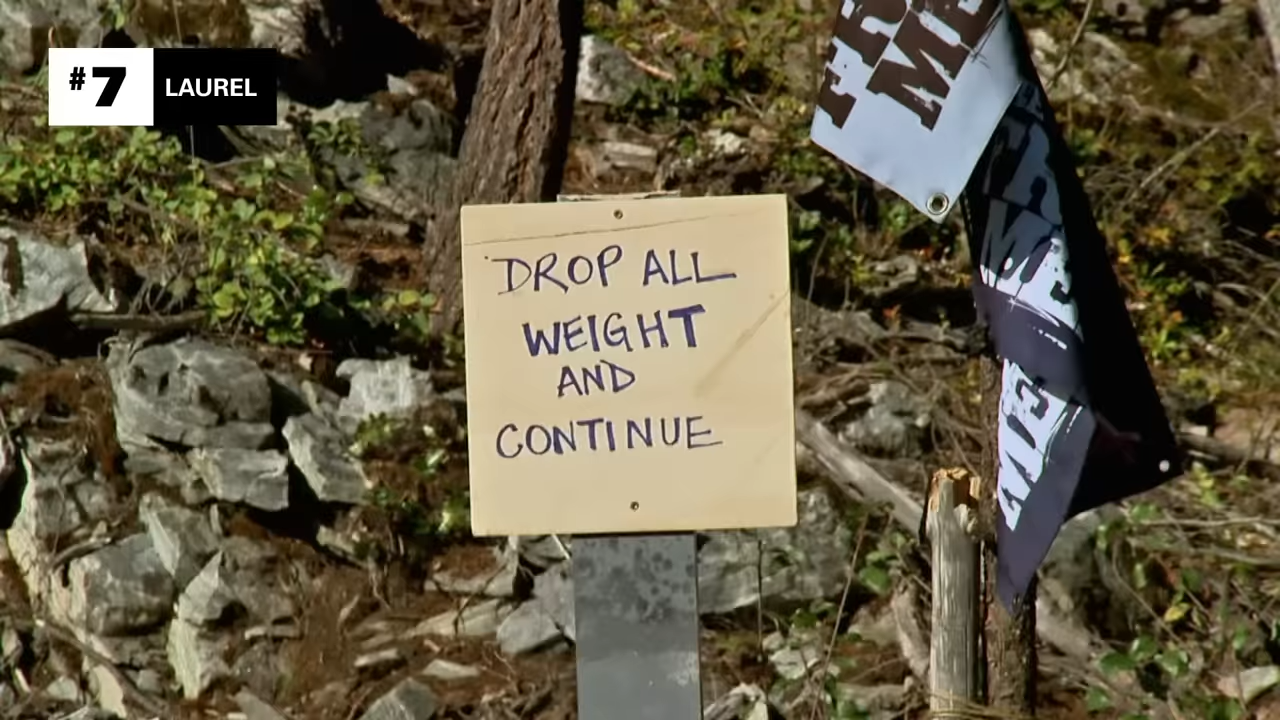 #7 LAUREL
DROP ALL
WEIGHT
AND
CONTINUE